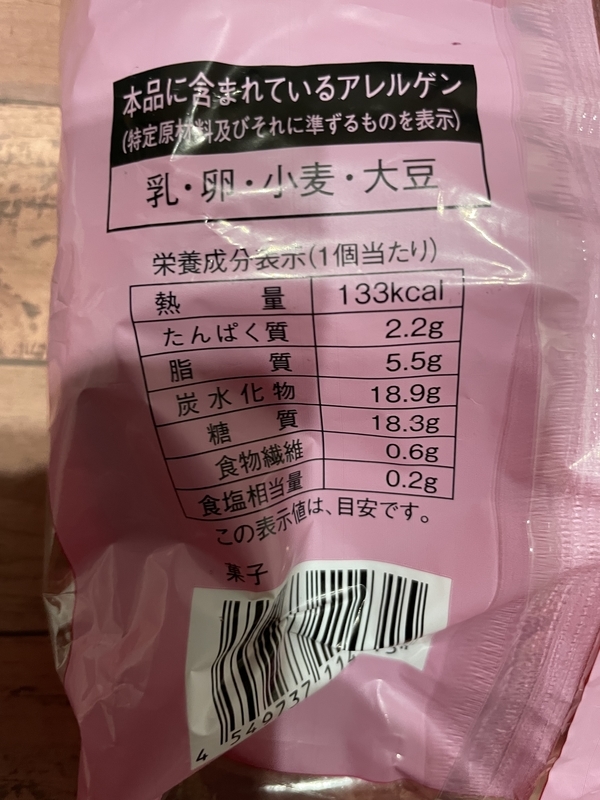 本品に含まれているアレルゲン
(特定原材料及びそれに準ずるものを表示)
乳・卵・小麦・大豆
栄養成分表示(1個当たり)
熱量 133kcal
たんぱく質 2.2g
脂質 5.5g
炭水化物 18.9g
糖質 18.3g
食物繊維 0.6g
食塩相当量 0.2g
この表示値は、目安です。
菓子
4 540737 11